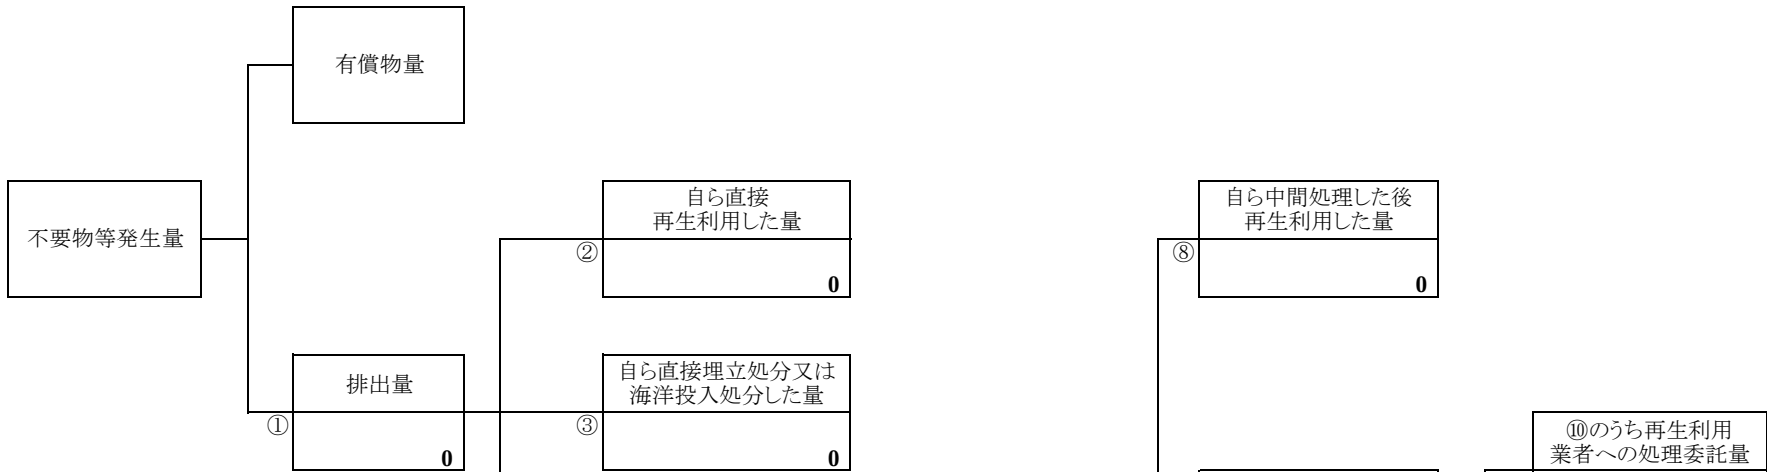 有償物量
不要物等発生量
自ら直接
再生利用した量
②
0
自ら中間処理した後
再生利用した量
⑧
0
排出量
①
0
自ら直接埋立処分又は
海洋投入処分した量
③
0
⑩のうち再生利用
業者への処理委託量